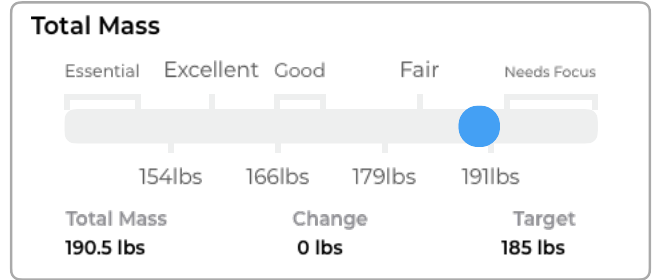 Total Mass
Essential Excellent Good Fair Needs Focus
154lbs 166lbs 179lbs 191lbs
Total Mass Change Target
190.5 lbs 0 lbs 185 lbs